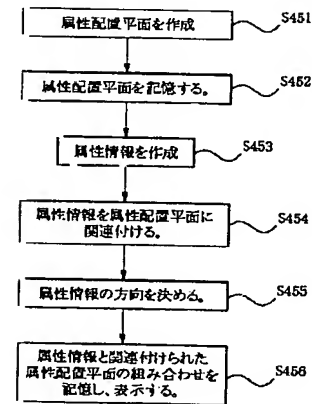 属性配置平面を作成
S451
属性配置平面を記憶する。
S452
属性情報を作成
S453
属性情報を属性配置平面に
関連付ける。
S454
属性情報の方向を決める。
S455
属性情報と関連付けられた
属性配置平面の組み合わせを
記憶し、表示する。
S456